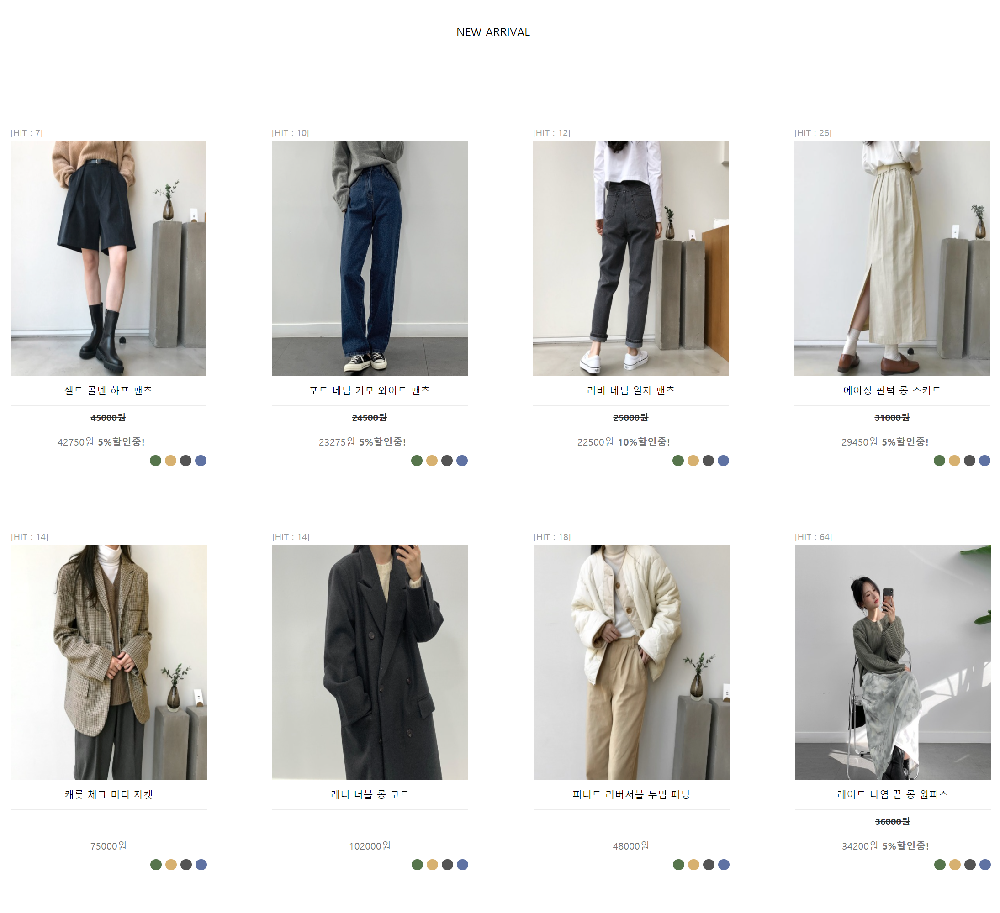 NEW ARRIVAL
[HIT : 7]
[HIT : 10]
[HIT : 12]
[HIT : 26]
셀드 골덴 하프 팬츠
포트 데님 기모 와이드 팬츠
리비 데님 일자 팬츠
에이징 핀턱 롱 스커트
45000원
24500원
25000원
31000원
42750원 5%할인중!
23275원 5%할인중!
22500원 10%할인중!
29450원 5%할인중!
[HIT : 14]
[HIT : 14]
[HIT : 18]
[HIT : 64]
캐롯 체크 미디 자켓
레너 더블 롱 코트
피너트 리버서블 누빔 패딩
레이드 나염 끈 롱 원피스
36000원
75000원
102000원
48000원
34200원 5%할인중!